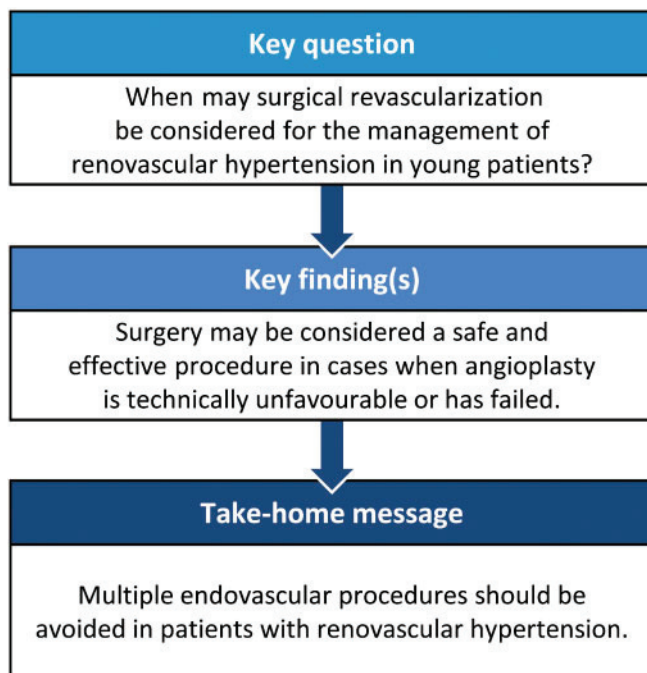 Key question
When may surgical revascularization
be considered for the management of
renovascular hypertension in young patients?
Key finding(s)
Surgery may be considered a safe and
effective procedure in cases when angioplasty
is technically unfavourable or has failed.
Take-home message
Multiple endovascular procedures should be
avoided in patients with renovascular hypertension.